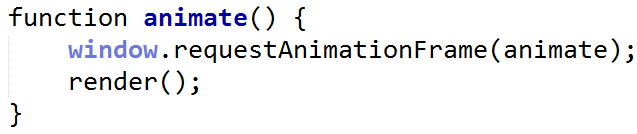 function animate() {
    window.requestAnimationFrame(animate);
    render();
}